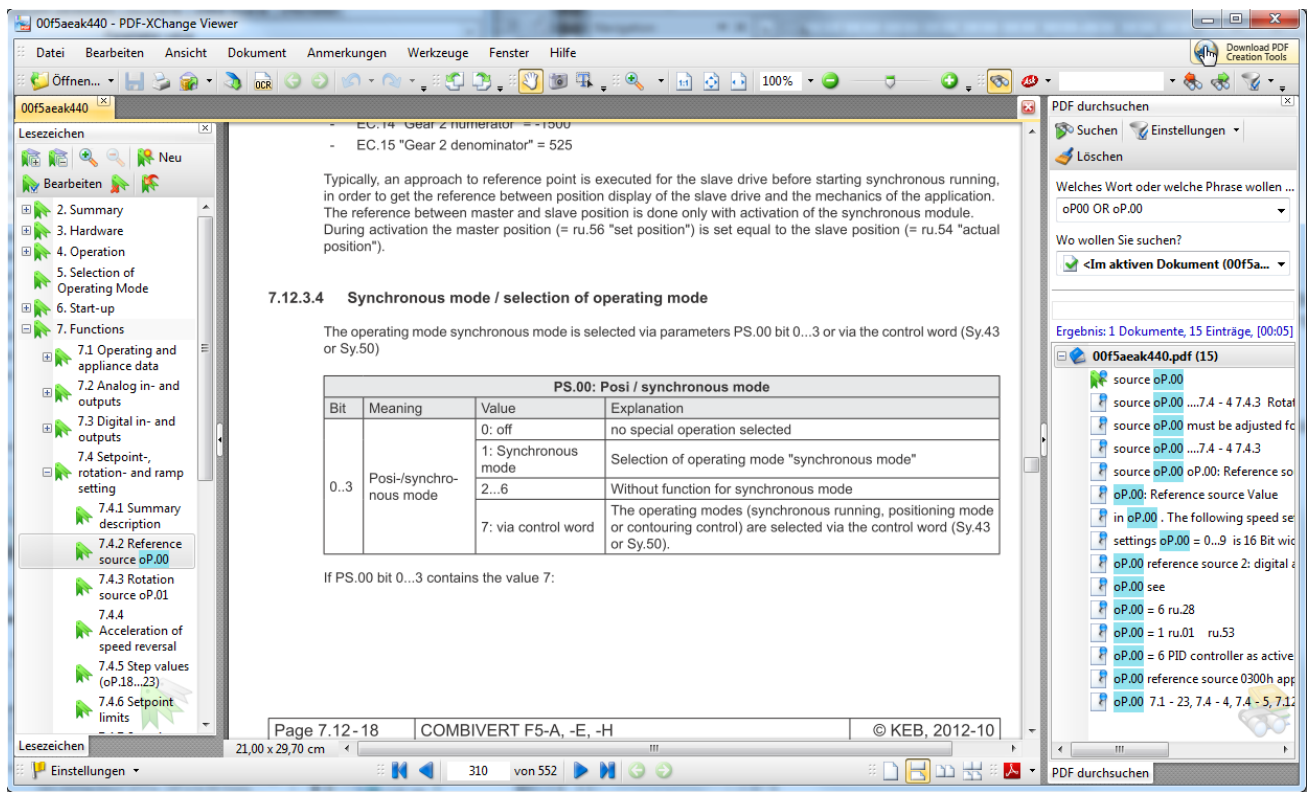 00f5aeak440 - PDF-XChange Viewer
Datei Bearbeiten Ansicht Dokument Anmerkungen Werkzeuge Fenster Hilfe
Download PDF
Creation Tools
Öffnen...
OCR
100%
00f5aeak440
Lesezeichen
Neu
Bearbeiten
2. Summary
3. Hardware
4. Operation
5. Selection of
Operating Mode
6. Start-up
7. Functions
7.1 Operating and
appliance data
7.2 Analog in- and
outputs
7.3 Digital in- and
outputs
7.4 Setpoint-,
rotation- and ramp
setting
7.4.1 Summary
description
7.4.2 Reference
source oP.00
7.4.3 Rotation
source oP.01
7.4.4
Acceleration of
speed reversal
7.4.5 Step values
(oP.18...23)
7.4.6 Setpoint
limits
Lesezeichen
- EC.14 "Gear 2 numerator" = -1500
- EC.15 "Gear 2 denominator" = 525
Typically, an approach to reference point is executed for the slave drive before starting synchronous running,
in order to get the reference between position display of the slave drive and the mechanics of the application.
The reference between master and slave position is done only with activation of the synchronous module.
During activation the master position (= ru.56 "set position") is set equal to the slave position (= ru.54 "actual
position").
7.12.3.4 Synchronous mode / selection of operating mode
The operating mode synchronous mode is selected via parameters PS.00 bit 0...3 or via the control word (Sy.43
or Sy.50)
PS.00: Posi / synchronous mode
Bit Meaning Value Explanation
0..3 Posi-/synchro-
nous mode
0: off no special operation selected
1: Synchronous
mode
Selection of operating mode "synchronous mode"
2...6 Without function for synchronous mode
7: via control word
The operating modes (synchronous running, positioning mode
or contouring control) are selected via the control word (Sy.43
or Sy.50).
If PS.00 bit 0...3 contains the value 7:
Page 7.12-18 COMBIVERT F5-A, -E, -H © KEB, 2012-10
21,00 x 29,70 cm
Einstellungen
310 von 552
PDF durchsuchen
Suchen Einstellungen
Löschen
Welches Wort oder welche Phrase wollen ...
oP00 OR oP.00
Wo wollen Sie suchen?
<Im aktiven Dokument (00f5a...
Ergebnis: 1 Dokumente, 15 Einträge, [00:05]
00f5aeak440.pdf (15)
source oP.00
source oP.00 ....7.4 - 4 7.4.3 Rotat
source oP.00 must be adjusted fo
source oP.00 ....7.4 - 4 7.4.3
source oP.00 oP.00: Reference so
oP.00: Reference source Value
in oP.00 . The following speed se
settings oP.00 = 0...9 is 16 Bit wid
oP.00 reference source 2: digital a
oP.00 see
oP.00 = 6 ru.28
oP.00 = 1 ru.01 ru.53
oP.00 = 6 PID controller as active
oP.00 reference source 0300h app
oP.00 7.1 - 23, 7.4 - 4, 7.4 - 5, 7.12
PDF durchsuchen